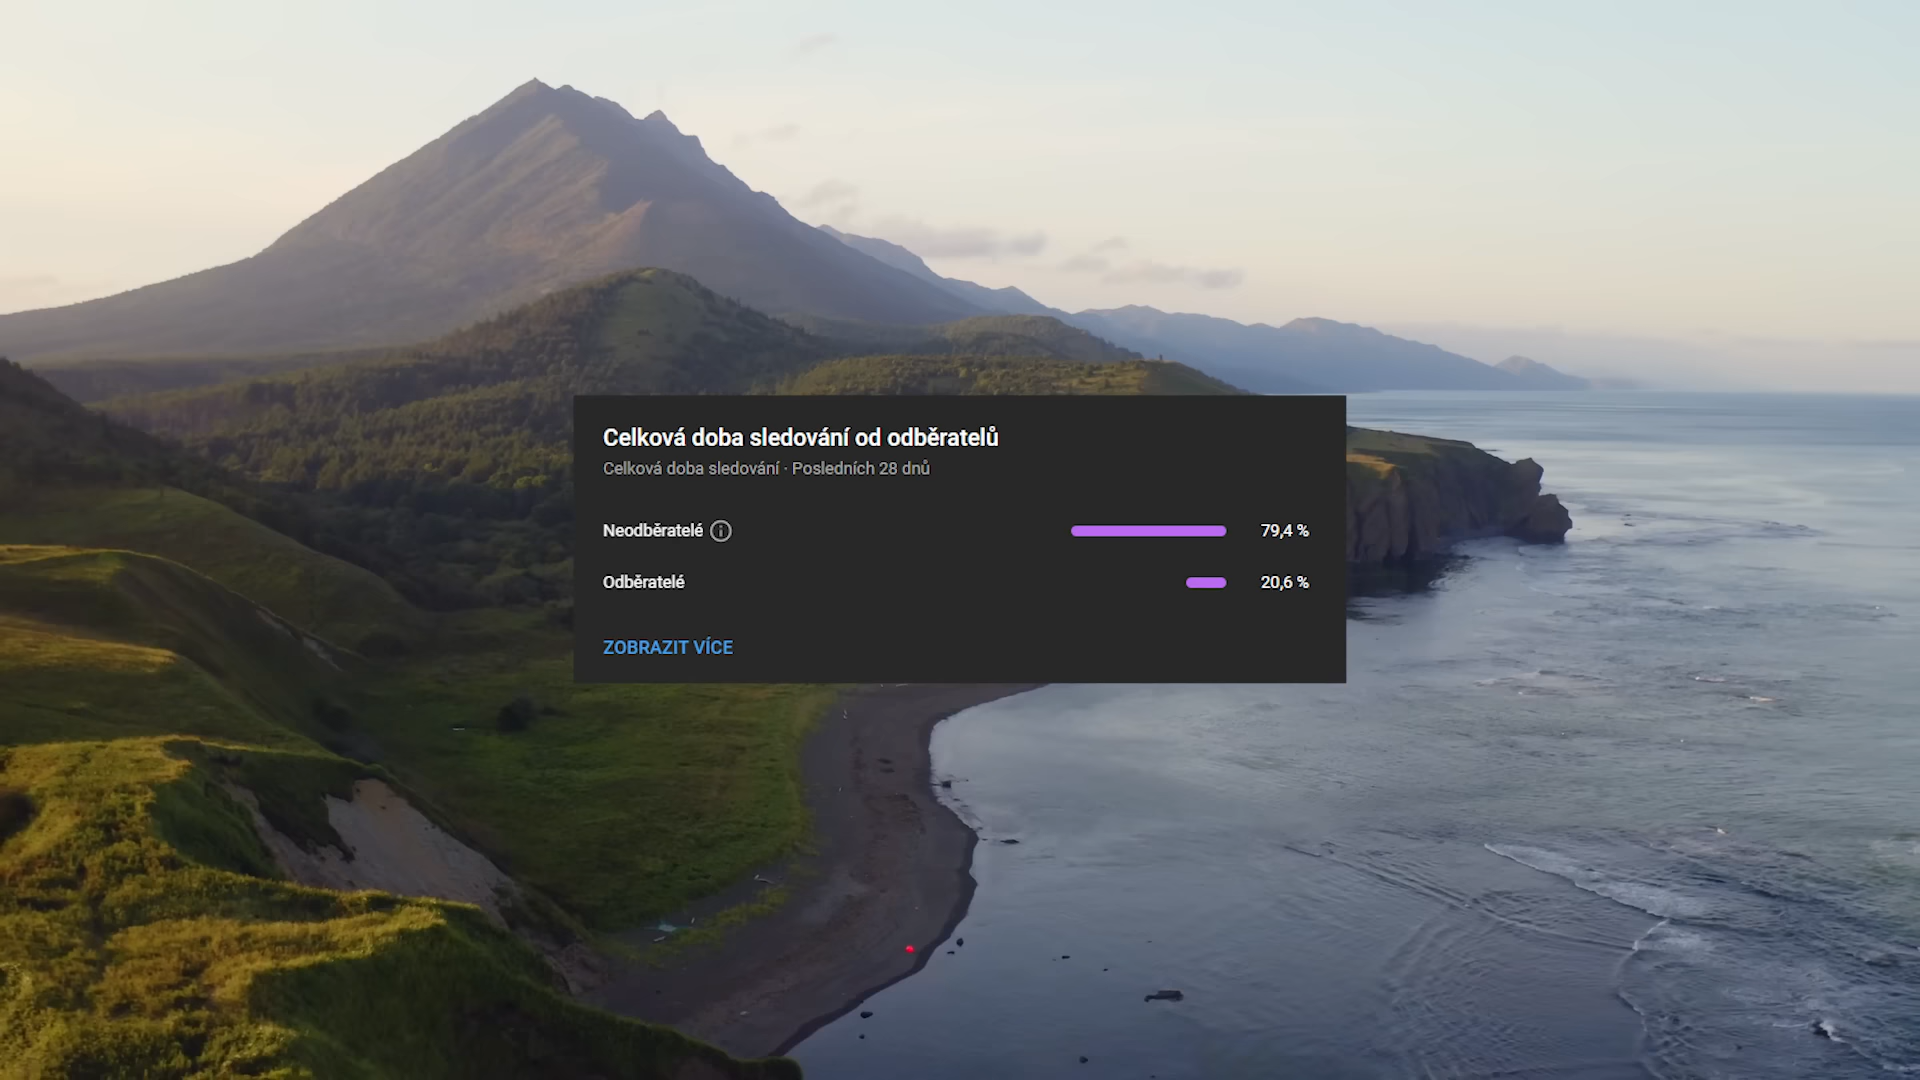 Celková doba sledování od odběratelů
Celková doba sledování · Posledních 28 dnů
Neodběratelé 79,4 %
Odběratelé 20,6 %
ZOBRAZIT VÍCE